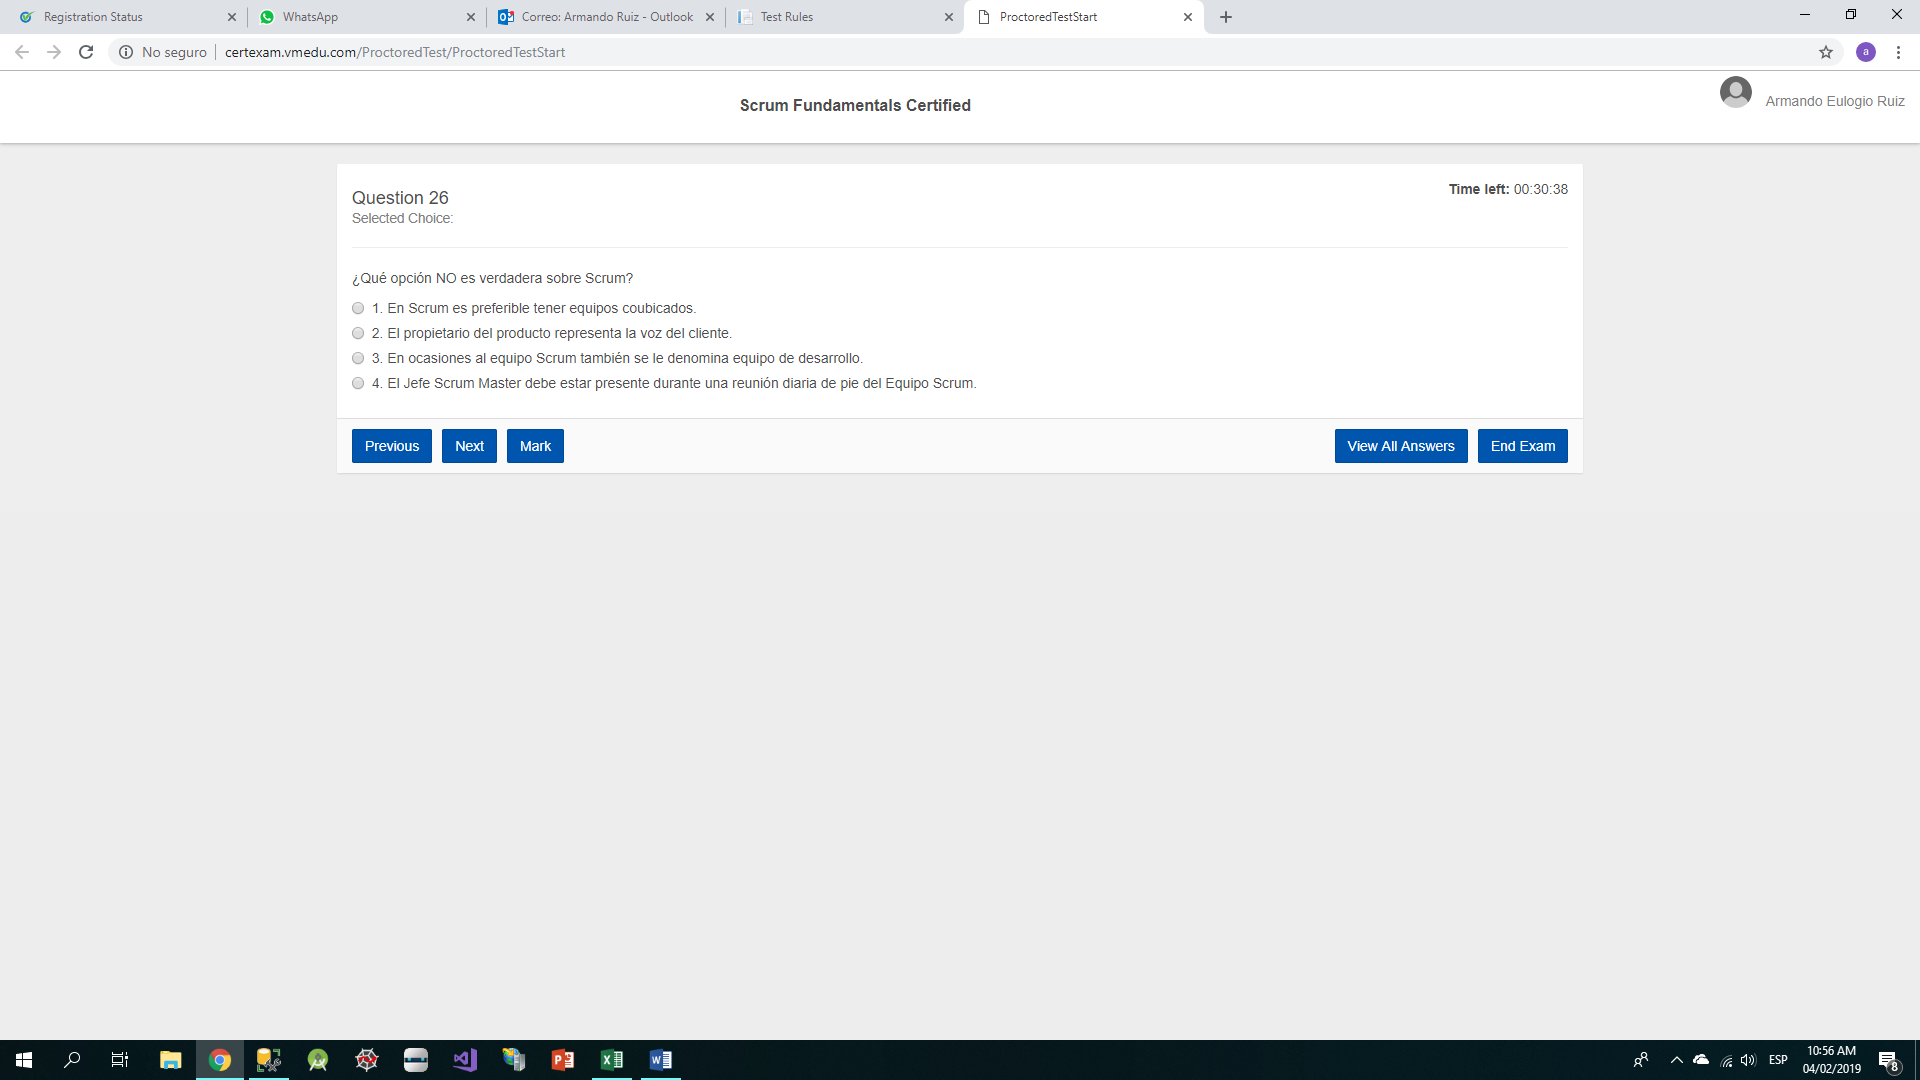 Registration Status
WhatsApp
Correo: Armando Ruiz - Outlook
Test Rules
ProctoredTestStart
No seguro
certexam.vmedu.com/ProctoredTest/ProctoredTestStart
a
Scrum Fundamentals Certified
Armando Eulogio Ruiz
Question 26
Time left: 00:30:38
Selected Choice:
¿Qué opción NO es verdadera sobre Scrum?
1. En Scrum es preferible tener equipos coubicados.
2. El propietario del producto representa la voz del cliente.
3. En ocasiones al equipo Scrum también se le denomina equipo de desarrollo.
4. El Jefe Scrum Master debe estar presente durante una reunión diaria de pie del Equipo Scrum.
Previous
Next
Mark
View All Answers
End Exam
ESP
10:56 AM
04/02/2019
8